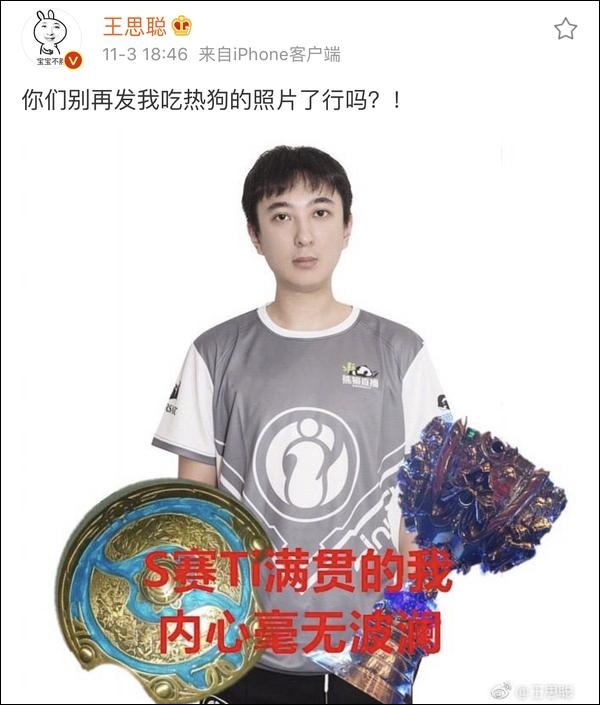 王思聪
11-3 18:46 来自iPhone客户端
宝宝不服
你们别再发我吃热狗的照片了行吗？！
熊猫直播
S赛Ti满贯的我
内心毫无波澜
@王思聪